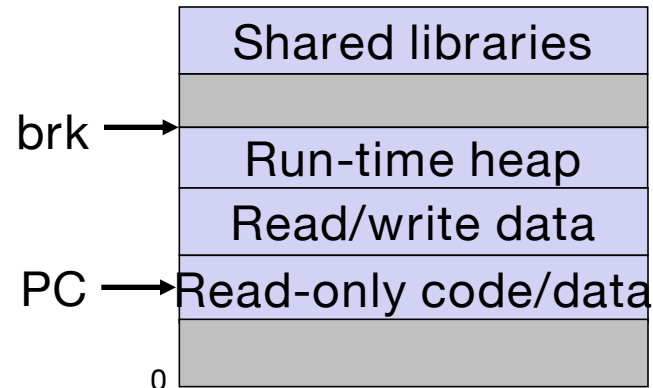 Shared libraries
brk
Run-time heap
Read/write data
PC
Read-only code/data
0